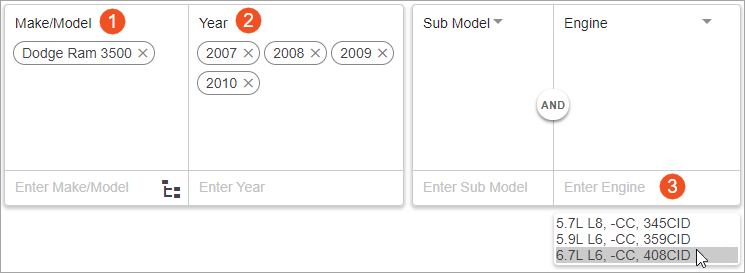 Make/Model 1
Year 2
Sub Model
Engine
Dodge Ram 3500
2007 2008 2009
2010
AND
Enter Make/Model
Enter Year
Enter Sub Model
Enter Engine 3
5.7L L8, -CC, 345CID
5.9L L6, -CC, 359CID
6.7L L6, -CC, 408CID